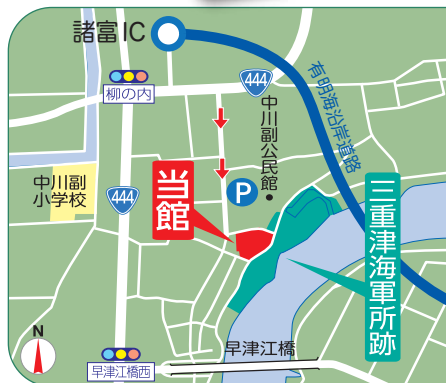 諸富IC
444
有明海沿岸道路
柳の内
中川副公民館
中川副
小学校
444
P
当館
三重津海軍所跡
N
早津江橋
早津江橋西